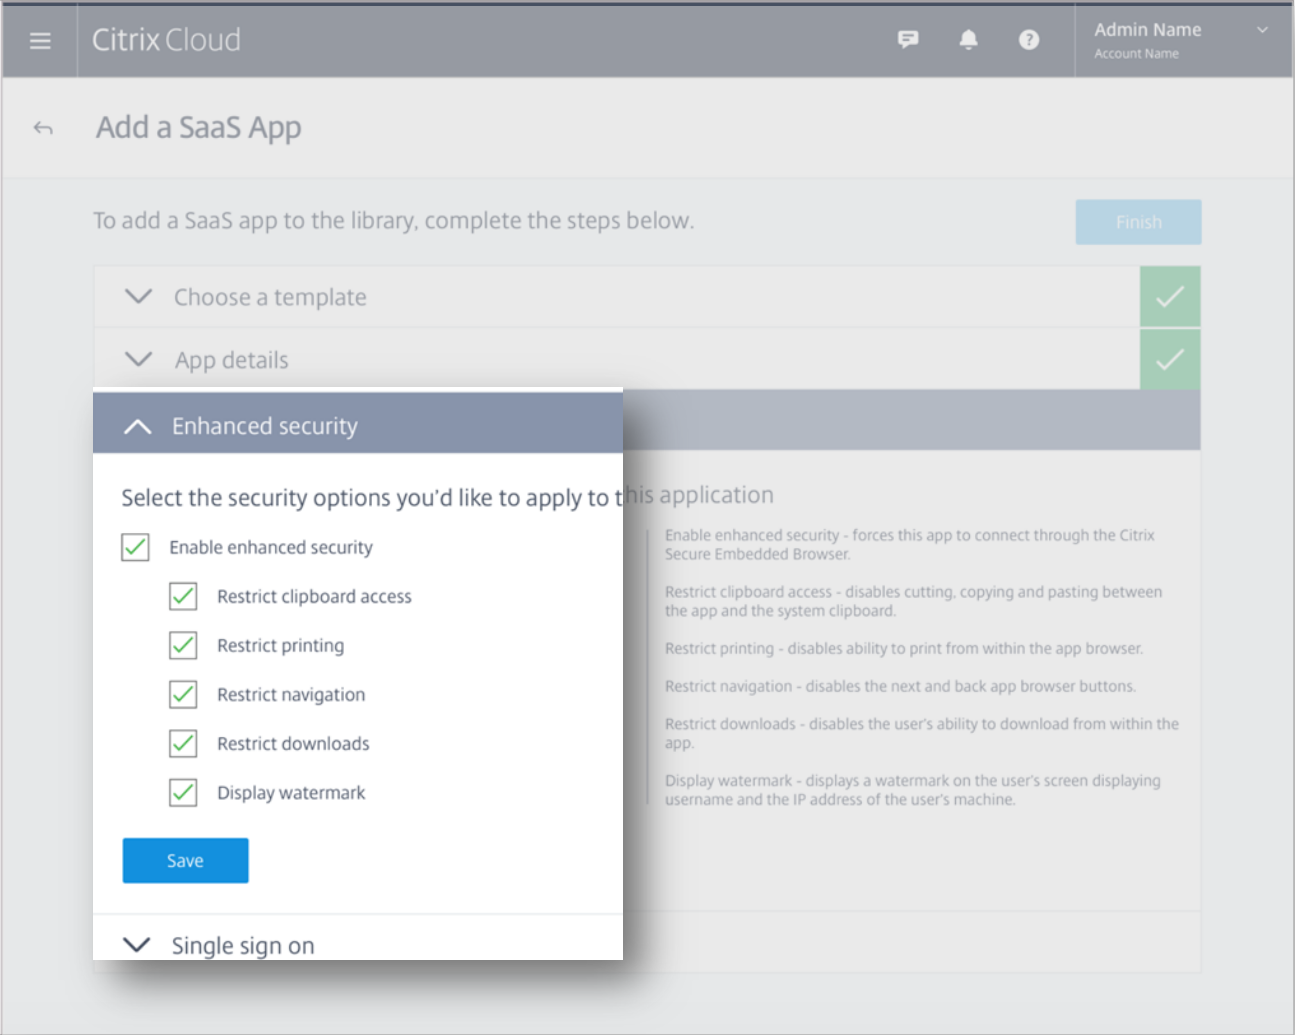 Citrix Cloud
Admin Name
Account Name
Add a SaaS App
To add a SaaS app to the library, complete the steps below.
Finish
Choose a template
App details
Enhanced security
Select the security options you'd like to apply to this application
Enable enhanced security
Restrict clipboard access
Restrict printing
Restrict navigation
Restrict downloads
Display watermark
Save
Enable enhanced security - forces this app to connect through the Citrix
Secure Embedded Browser.
Restrict clipboard access - disables cutting, copying and pasting between
the app and the system clipboard.
Restrict printing - disables ability to print from within the app browser.
Restrict navigation - disables the next and back app browser buttons.
Restrict downloads - disables the user's ability to download from within the
app.
Display watermark - displays a watermark on the user's screen displaying
username and the IP address of the user's machine.
Single sign on